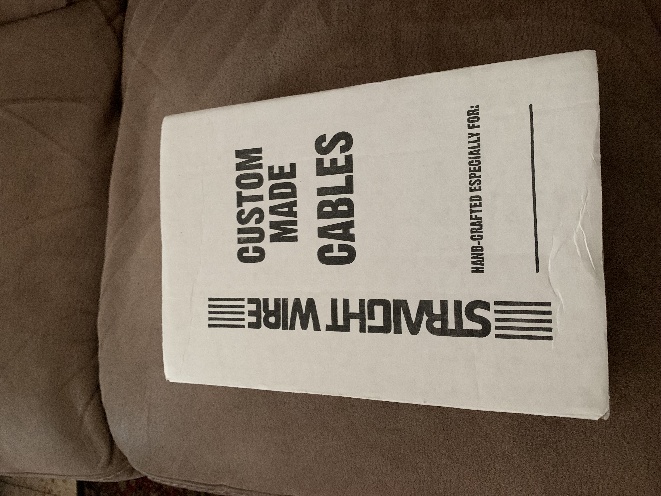 CUSTOM
MADE
CABLES
HAND-CRAFTED ESPECIALLY FOR:
STRAIGHT WIRE